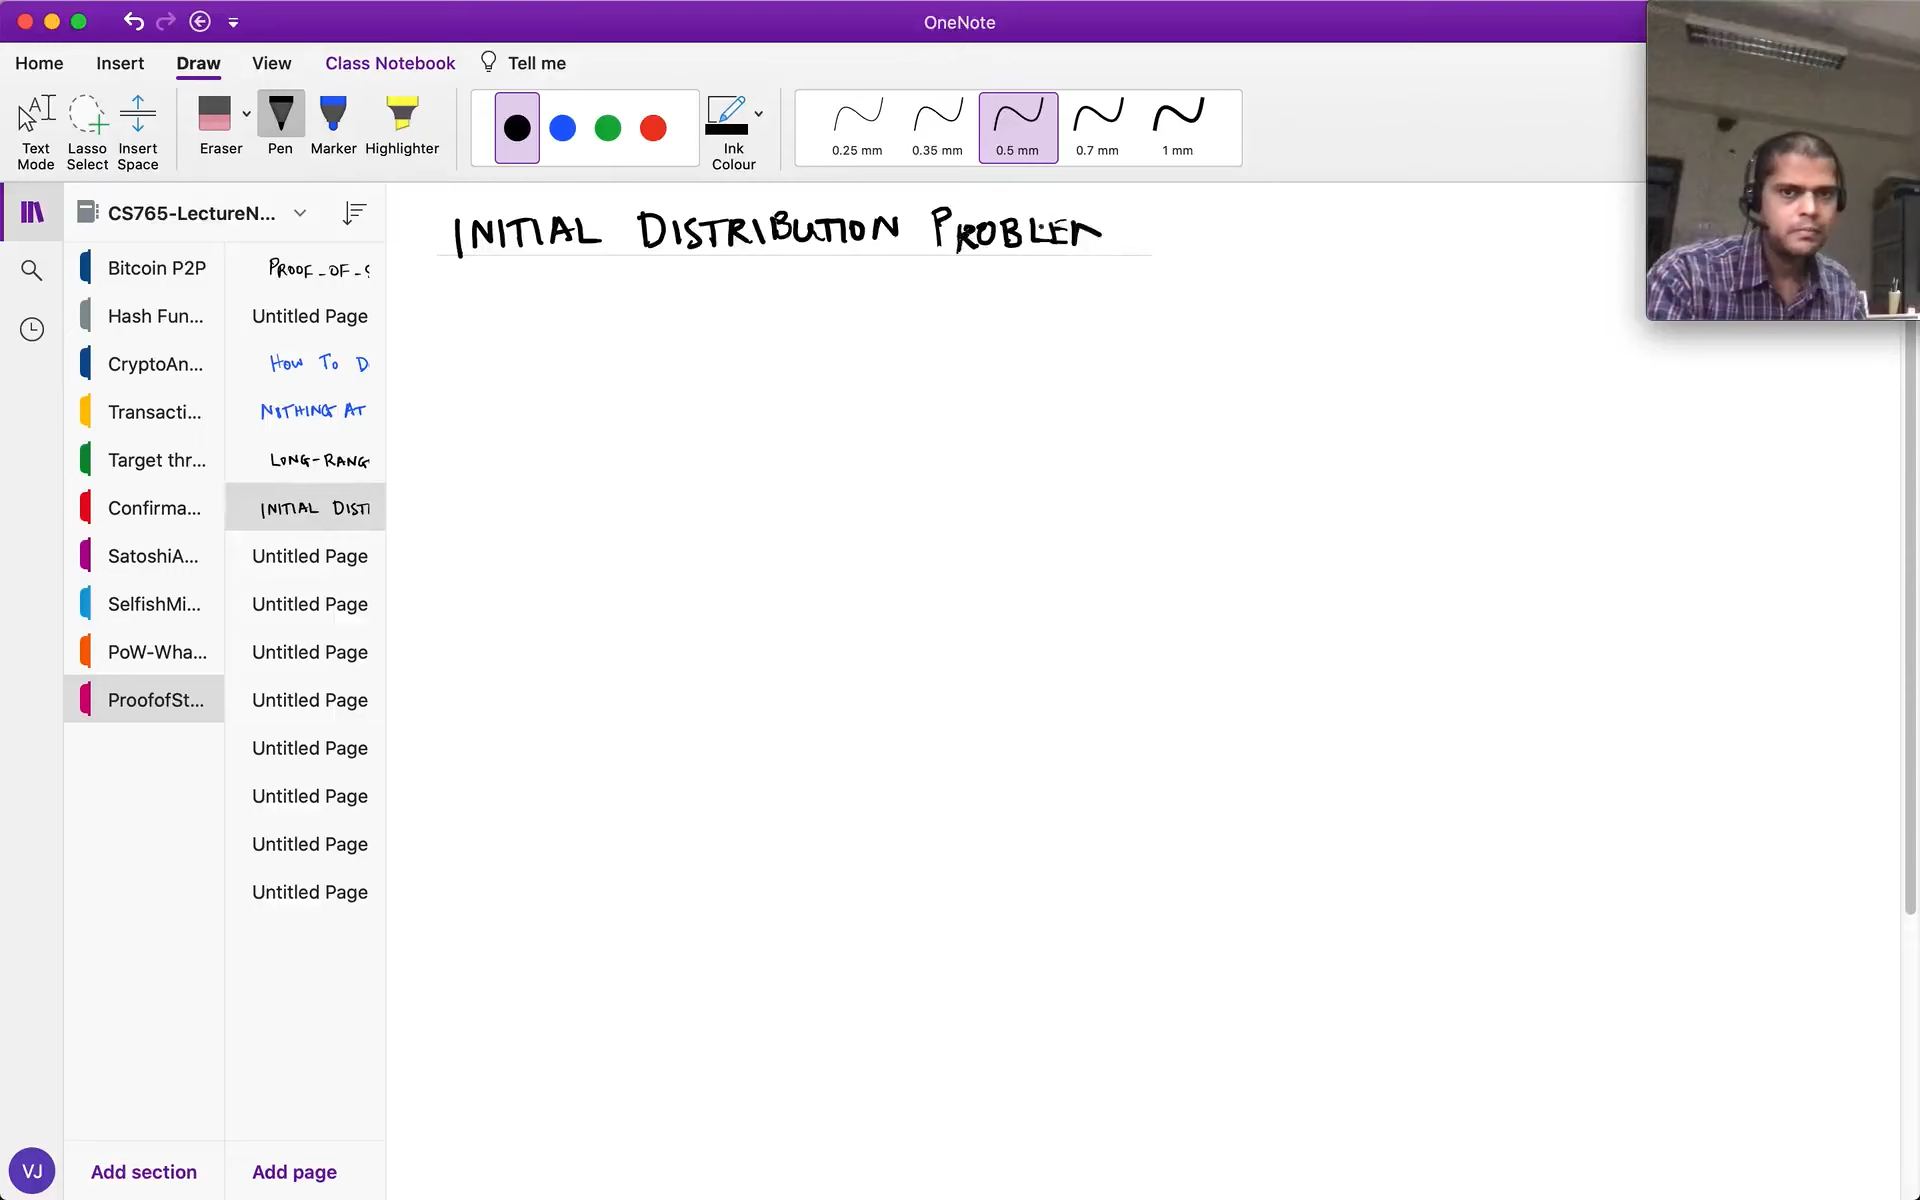 OneNote
Home Insert Draw View Class Notebook Tell me
Text Mode
Lasso Select
Insert Space
Eraser
Pen
Marker
Highlighter
Ink Colour
0.25 mm
0.35 mm
0.5 mm
0.7 mm
1 mm
CS765-LectureN...
Bitcoin P2P
Hash Fun...
CryptoAn...
Transacti...
Target thr...
Confirma...
SatoshiA...
SelfishMi...
PoW-Wha...
ProofofSt...
Add section
PROOF-OF-S
Untitled Page
HOW TO D
NOTHING AT
LONG-RANG
INITIAL DIST
Untitled Page
Untitled Page
Untitled Page
Untitled Page
Untitled Page
Untitled Page
Untitled Page
Untitled Page
Add page
VJ
INITIAL DISTRIBUTION PROBLEM